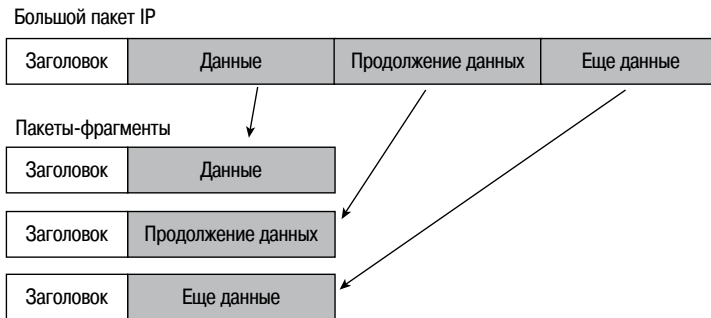 Большой пакет IP
Заголовок Данные Продолжение данных Еще данные
Пакеты-фрагменты
Заголовок Данные
Заголовок Продолжение данных
Заголовок Еще данные